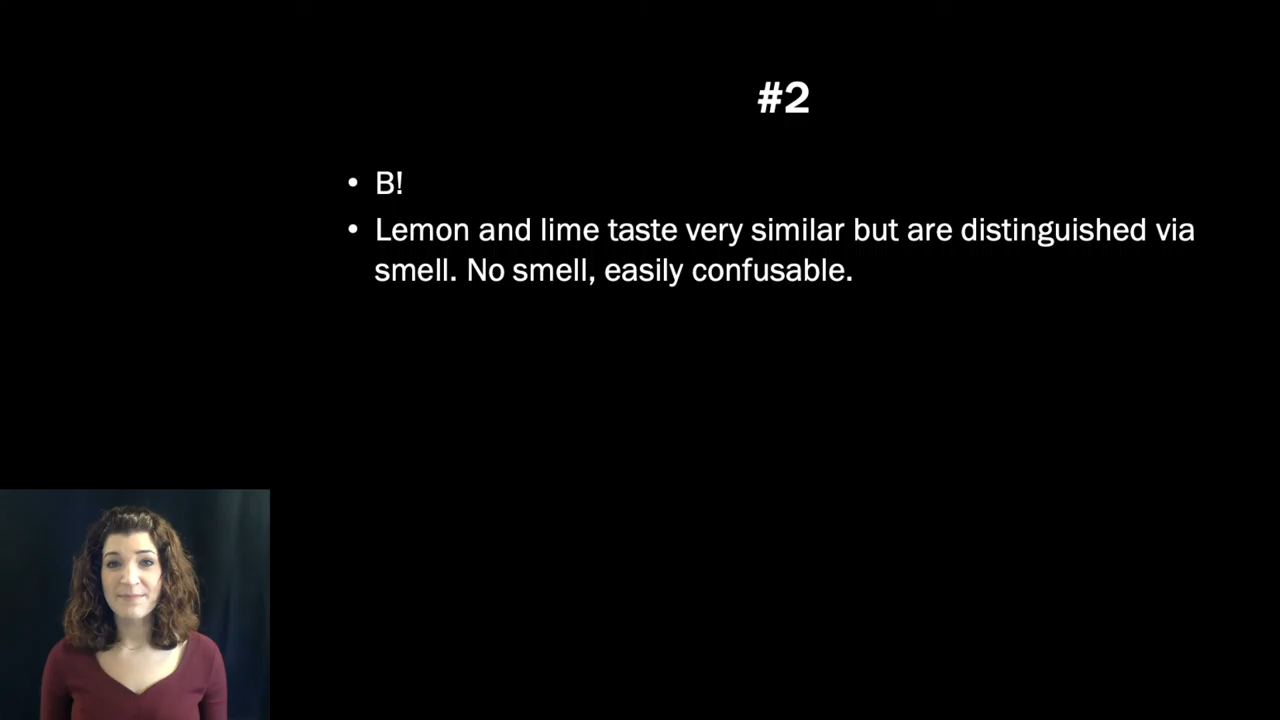 #2
• B!
• Lemon and lime taste very similar but are distinguished via
smell. No smell, easily confusable.